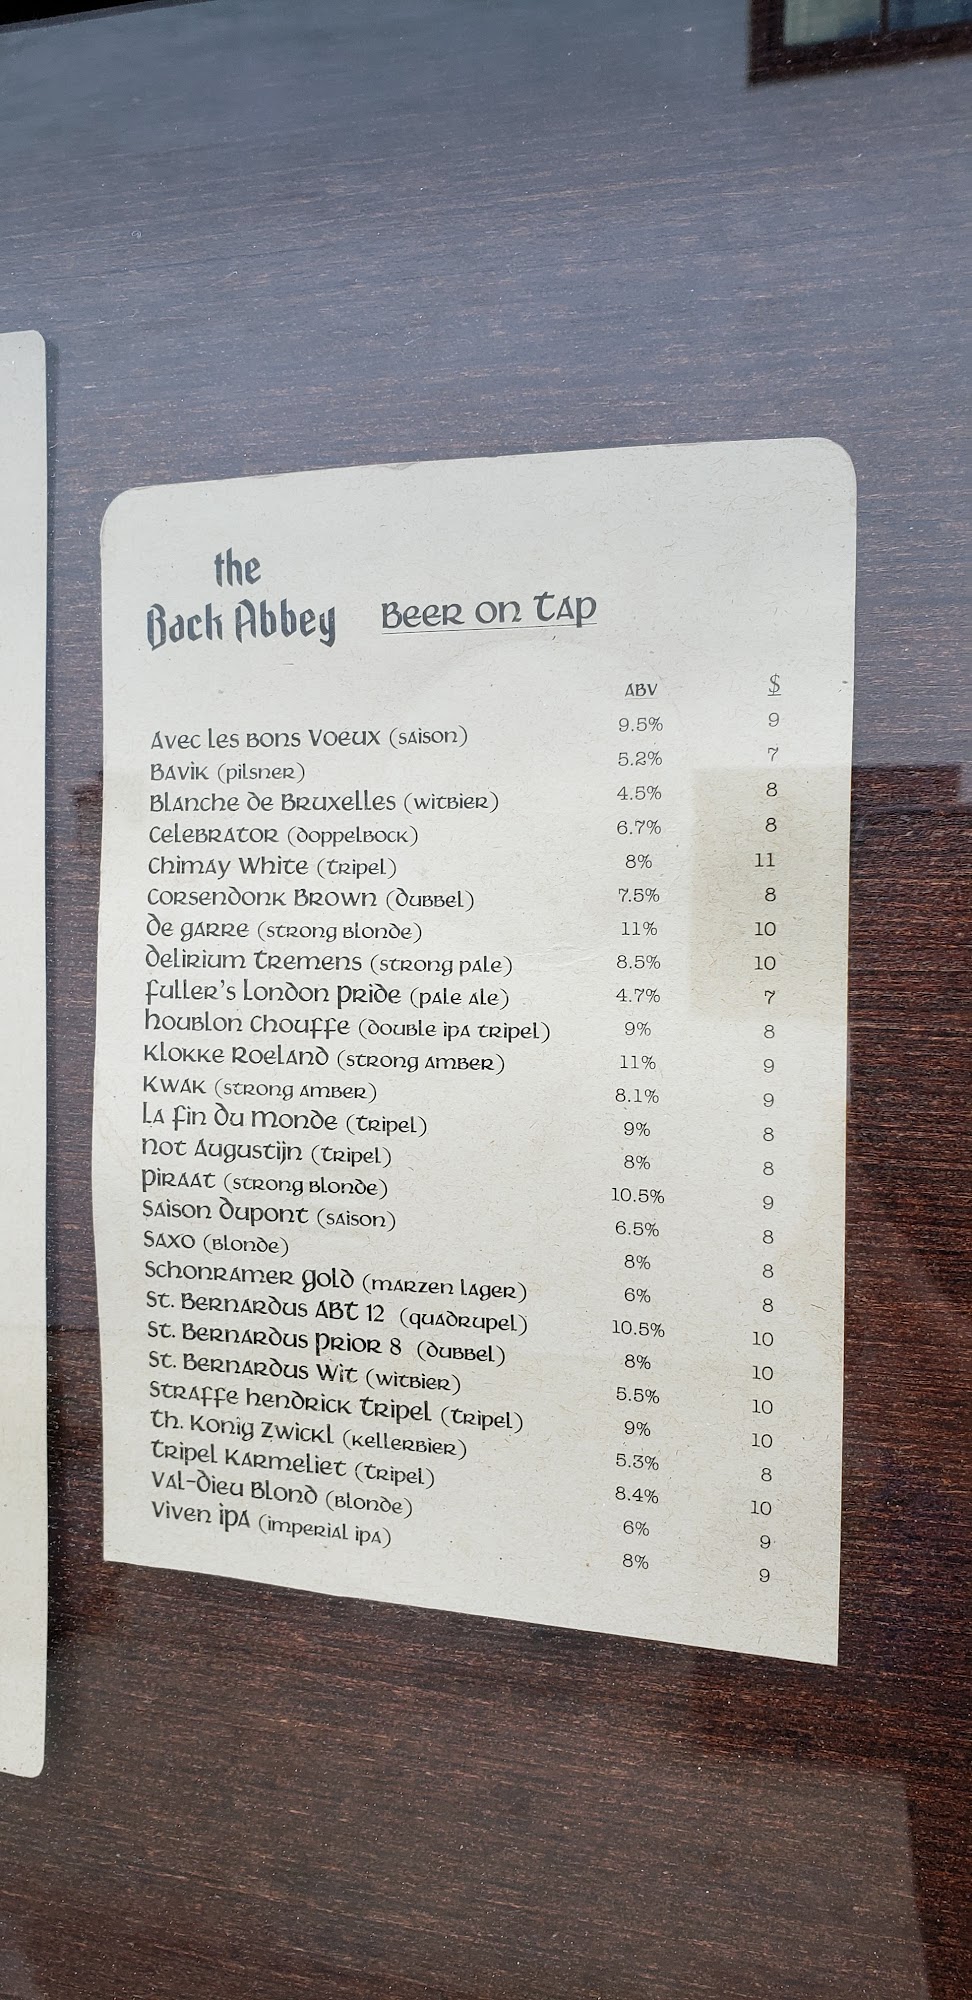 the
Back Abbey
Beer on Tap
ABV $
Avec les Bons Voeux (saison) 9.5% 9
Bavik (pilsner) 5.2% 7
Blanche de Bruxelles (witbier) 4.5% 8
Celebrator (doppelbock) 6.7% 8
Chimay White (tripel) 8% 11
Corsendonk Brown (dubbel) 7.5% 8
De Garre (strong blonde) 11% 10
Delirium Tremens (strong pale) 8.5% 10
Fuller's London Pride (pale ale) 4.7% 7
Houblon Chouffe (double ipa tripel) 9% 8
Klokke Roeland (strong amber) 11% 9
Kwak (strong amber) 8.1% 9
La Fin du Monde (tripel) 9% 8
Not Augustijn (tripel) 8% 8
Piraat (strong blonde) 10.5% 9
Saison Dupont (saison) 6.5% 8
Saxo (blonde) 8% 8
Schonramer Gold (marzen lager) 6% 8
St. Bernardus Abt 12 (quadrupel) 10.5% 10
St. Bernardus Prior 8 (dubbel) 8% 10
St. Bernardus Wit (witbier) 5.5% 10
Straffe Hendrick Tripel (tripel) 9% 10
Th. Konig Zwickl (kellerbier) 5.3% 8
Tripel Karmeliet (tripel) 8.4% 10
Val-Dieu Blond (blonde) 6% 9
Viven IPA (imperial ipa) 8% 9